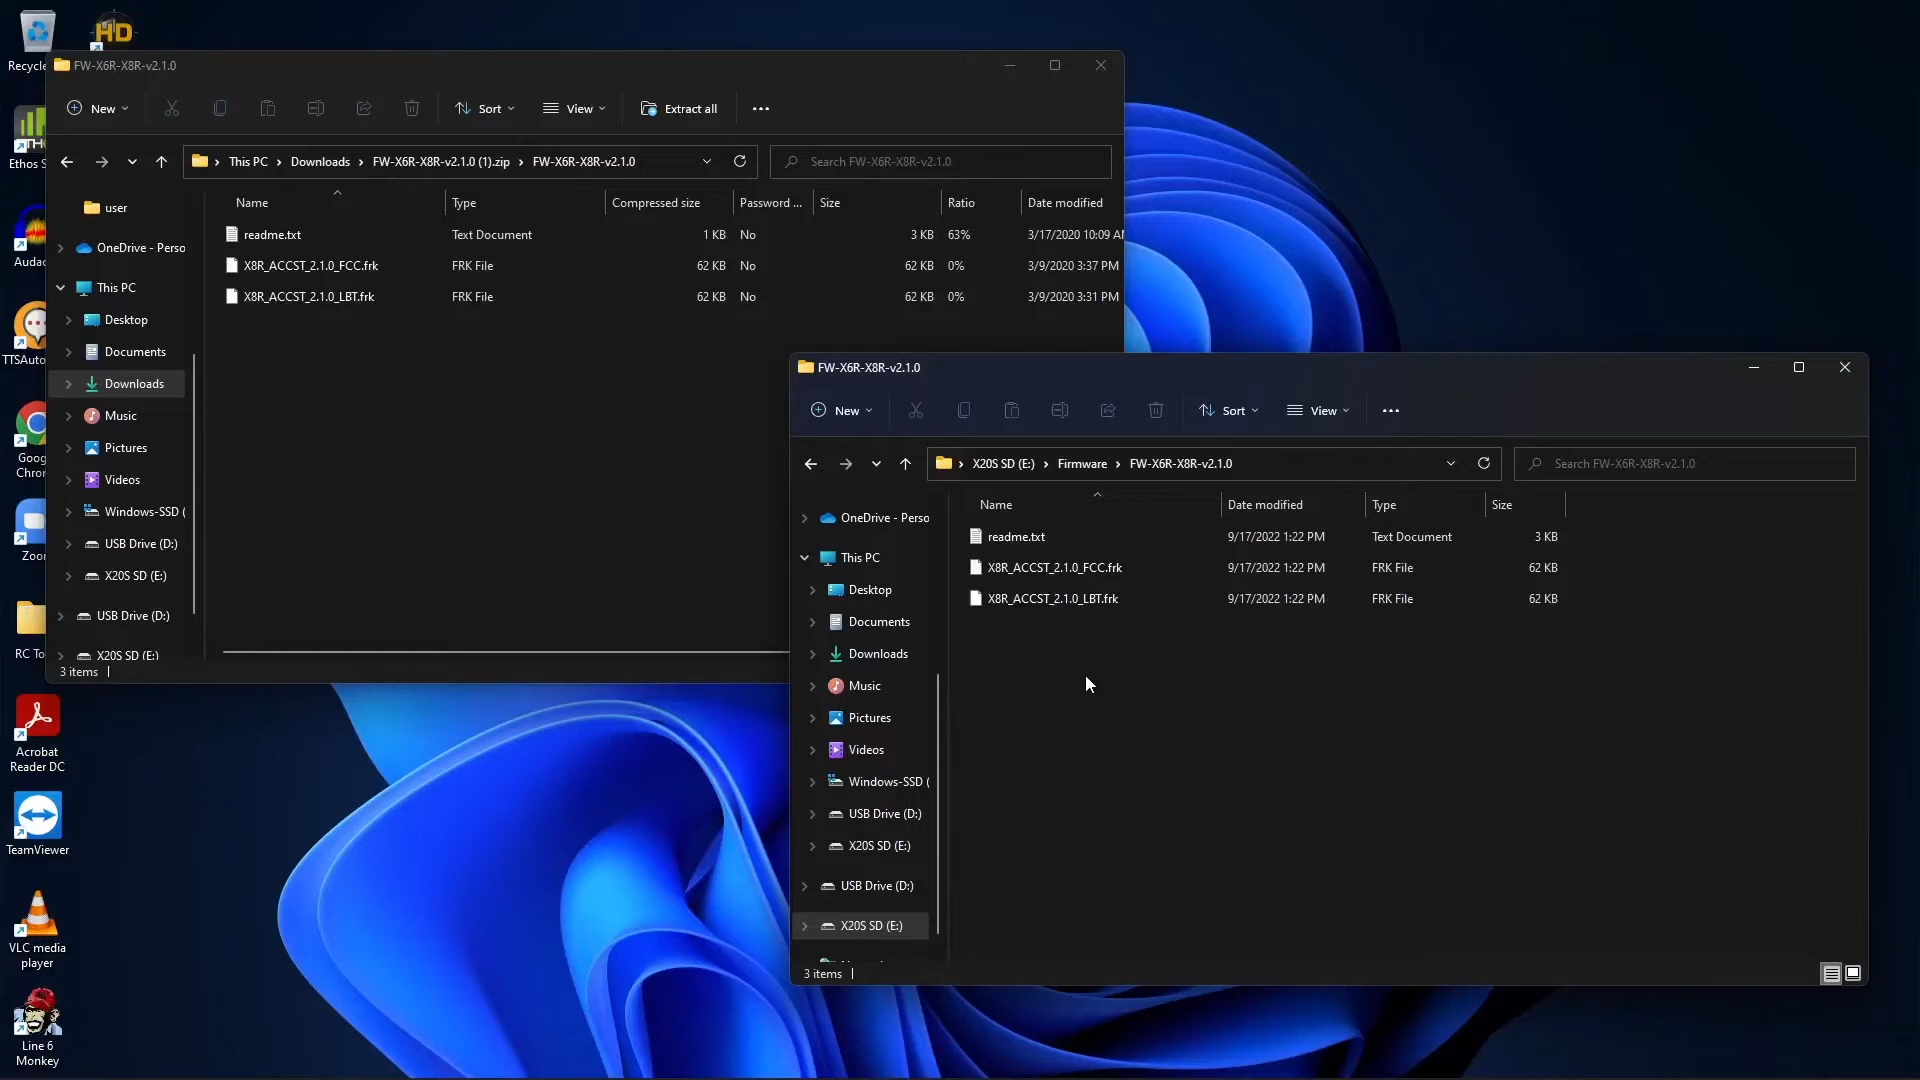 HD
Recycle
Ethos S
Audac
TTSAuto
Goog
Chron
Zoor
RC To
Acrobat
Reader DC
TeamViewer
VLC media
player
Line 6
Monkey
FW-X6R-X8R-v2.1.0
New
Sort
View
Extract all
This PC > Downloads > FW-X6R-X8R-v2.1.0 (1).zip > FW-X6R-X8R-v2.1.0
Search FW-X6R-X8R-v2.1.0
Name Type Compressed size Password ... Size Ratio Date modified
readme.txt Text Document 1 KB No 3 KB 63% 3/17/2020 10:09 AM
X8R_ACCST_2.1.0_FCC.frk FRK File 62 KB No 62 KB 0% 3/9/2020 3:37 PM
X8R_ACCST_2.1.0_LBT.frk FRK File 62 KB No 62 KB 0% 3/9/2020 3:31 PM
user
OneDrive - Perso
This PC
Desktop
Documents
Downloads
Music
Pictures
Videos
Windows-SSD (
USB Drive (D:)
X20S SD (E:)
USB Drive (D:)
X20S SD (E:)
3 items
FW-X6R-X8R-v2.1.0
New
Sort
View
X20S SD (E:) > Firmware > FW-X6R-X8R-v2.1.0
Search FW-X6R-X8R-v2.1.0
Name Date modified Type Size
readme.txt 9/17/2022 1:22 PM Text Document 3 KB
X8R_ACCST_2.1.0_FCC.frk 9/17/2022 1:22 PM FRK File 62 KB
X8R_ACCST_2.1.0_LBT.frk 9/17/2022 1:22 PM FRK File 62 KB
OneDrive - Perso
This PC
Desktop
Documents
Downloads
Music
Pictures
Videos
Windows-SSD (
USB Drive (D:)
X20S SD (E:)
USB Drive (D:)
X20S SD (E:)
3 items